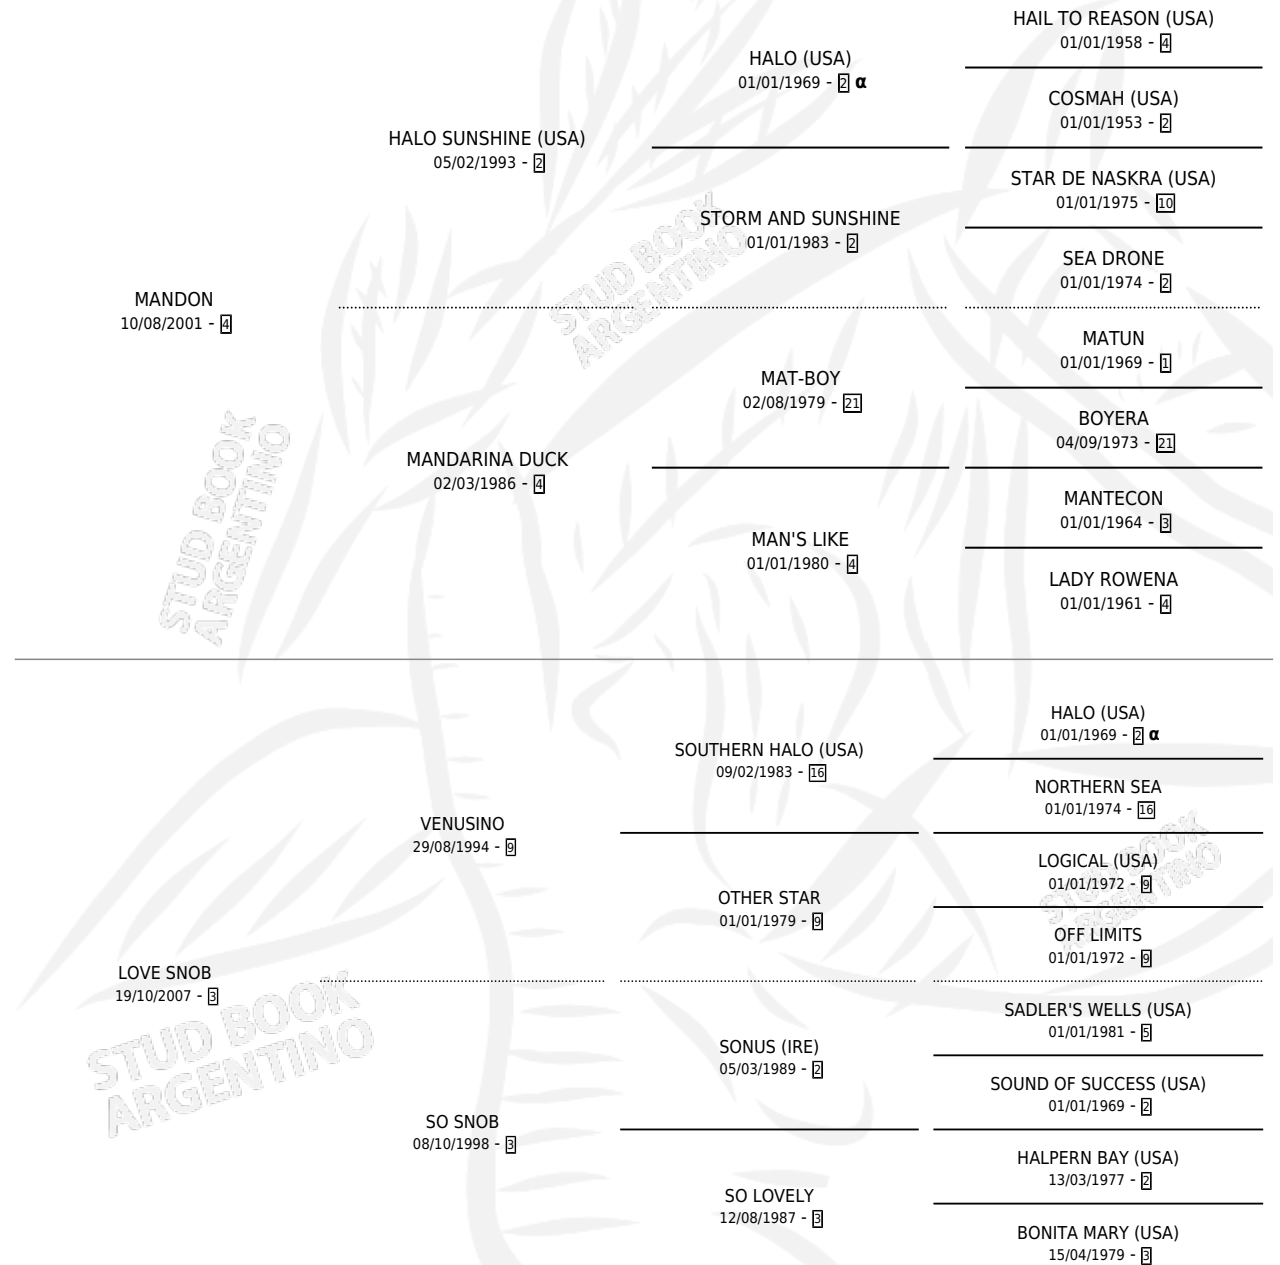 HAIL TO REASON (USA)
01/01/1958 - 4
HALO (USA)
01/01/1969 - 2 α
COSMAH (USA)
01/01/1953 - 2
HALO SUNSHINE (USA)
05/02/1993 - 2
STAR DE NASKRA (USA)
01/01/1975 - 10
STORM AND SUNSHINE
01/01/1983 - 2
SEA DRONE
01/01/1974 - 2
STUD BOOK
ARGENTINO
MANDON
10/08/2001 - 4
MATUN
01/01/1969 - 1
MAT-BOY
02/08/1979 - 21
BOYERA
04/09/1973 - 21
MANDARINA DUCK
02/03/1986 - 4
MANTECON
01/01/1964 - 3
MAN'S LIKE
01/01/1980 - 4
LADY ROWENA
01/01/1961 - 4
STUD BOOK
ARGENTINO
HALO (USA)
01/01/1969 - 2 α
SOUTHERN HALO (USA)
09/02/1983 - 16
NORTHERN SEA
01/01/1974 - 16
VENUSINO
29/08/1994 - 9
LOGICAL (USA)
01/01/1972 - 9
STUD BOOK
ARGENTINO
OTHER STAR
01/01/1979 - 9
OFF LIMITS
01/01/1972 - 9
LOVE SNOB
19/10/2007 - 3
STUD BOOK
ARGENTINO
SADLER'S WELLS (USA)
01/01/1981 - 5
SONUS (IRE)
05/03/1989 - 2
SOUND OF SUCCESS (USA)
01/01/1969 - 2
SO SNOB
08/10/1998 - 3
HALPERN BAY (USA)
13/03/1977 - 2
SO LOVELY
12/08/1987 - 3
BONITA MARY (USA)
15/04/1979 - 3